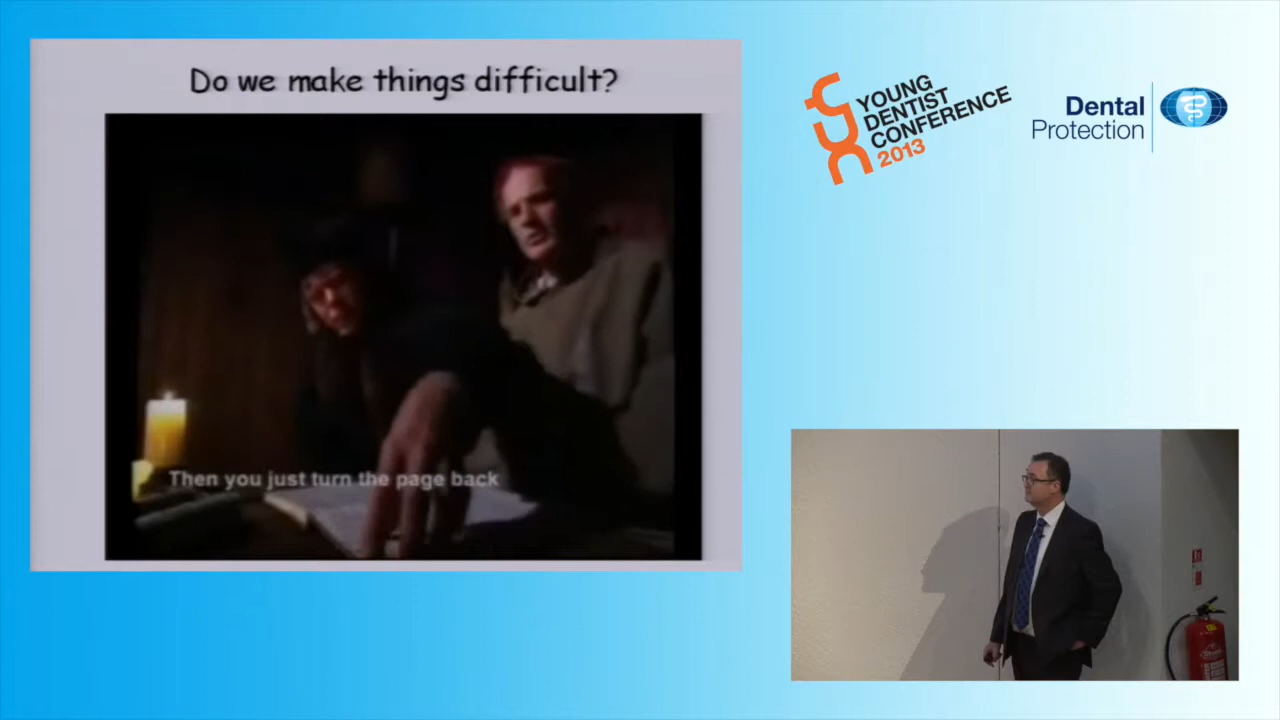 Do we make things difficult?
Then you just turn the page back
YOUNG
DENTIST
CONFERENCE
2013
Dental
Protection